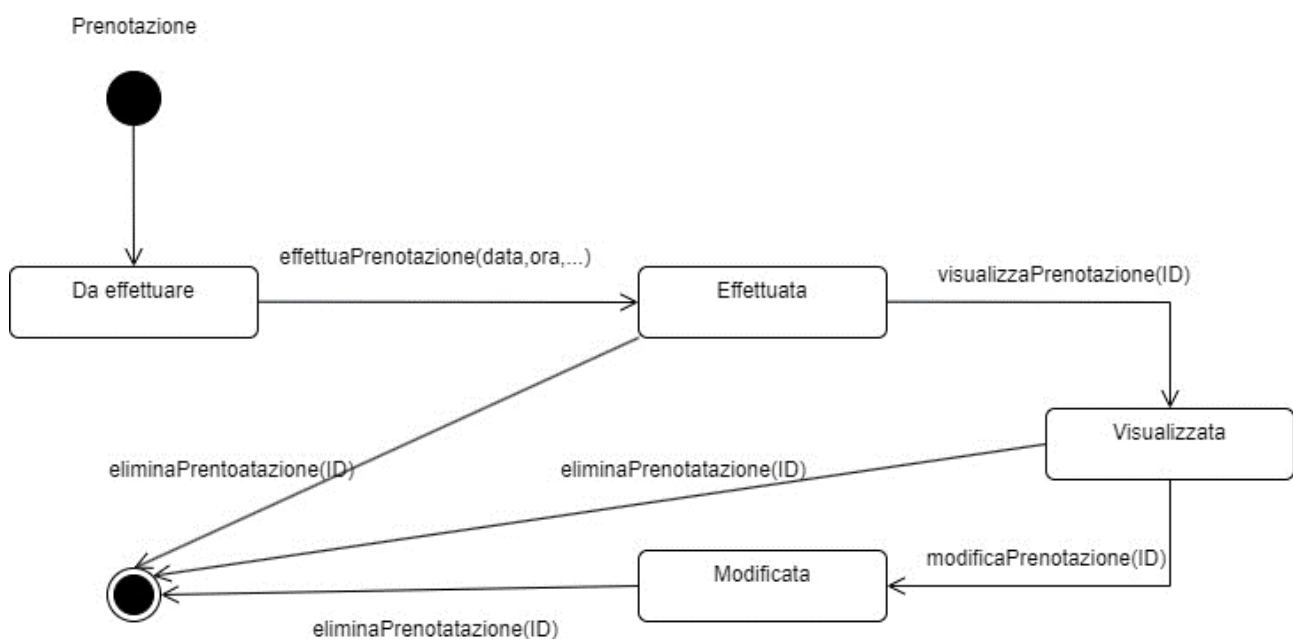 Prenotazione
effettuaPrenotazione(data,ora,...)
Da effettuare
Effettuata
visualizzaPrenotazione(ID)
Visualizzata
eliminaPrentoatazione(ID)
eliminaPrenotatazione(ID)
modificaPrenotazione(ID)
Modificata
eliminaPrenotatazione(ID)